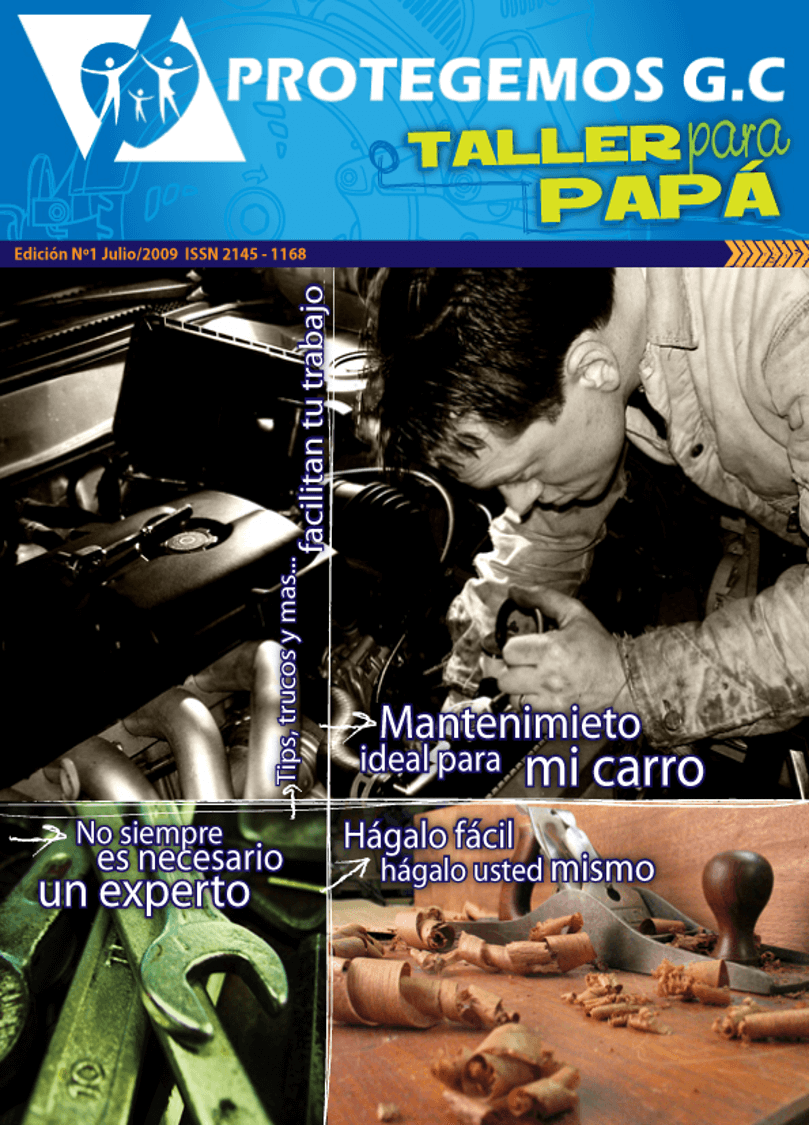 PROTEGEMOS G.C
TALLER para
PAPÁ
Edición Nº1 Julio/2009 ISSN 2145 - 1168
Tips, trucos y mas...
facilitan tu trabajo
Mantenimieto
ideal para mi carro
No siempre
es necesario
un experto
Hágalo fácil
hágalo usted mismo
10